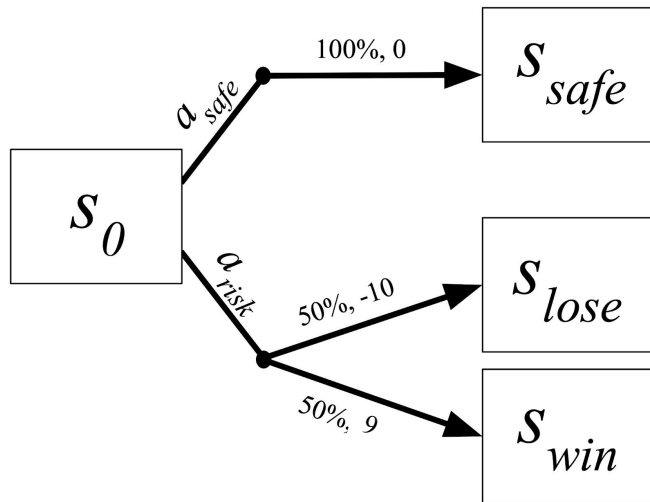 100%, 0
s safe
a safe
s 0
a risk
50%, -10
s lose
50%, 9
s win